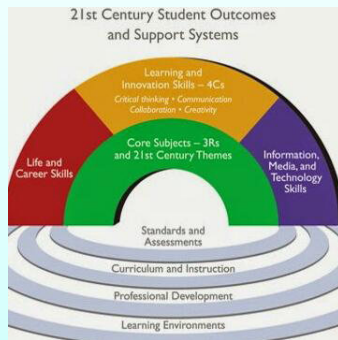 21st Century Student Outcomes
and Support Systems
Learning and
Innovation Skills – 4Cs
Critical thinking • Communication
Collaboration • Creativity
Core Subjects – 3Rs
and 21st Century Themes
Life and
Career Skills
Information,
Media, and
Technology
Skills
Standards and
Assessments
Curriculum and Instruction
Professional Development
Learning Environments